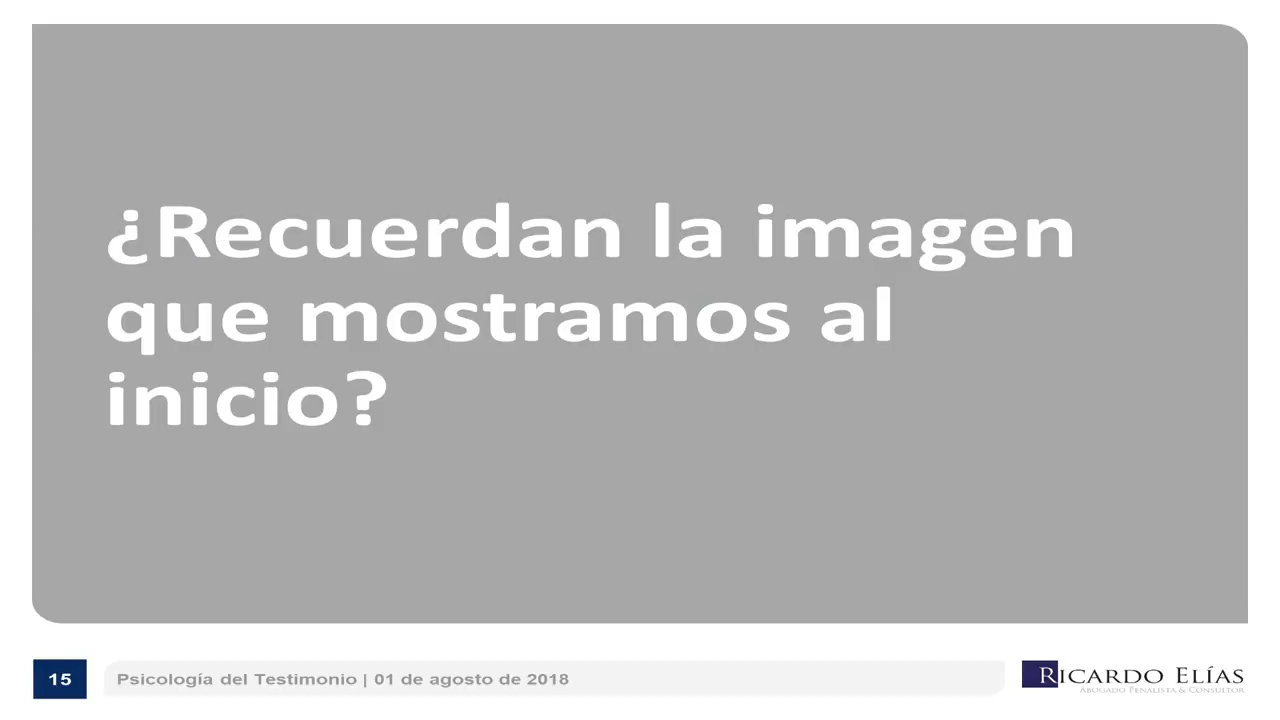 ¿Recuerdan la imagen
que mostramos al
inicio?
15
Psicología del Testimonio | 01 de agosto de 2018
RICARDO ELÍAS
ABOGADO PENALISTA & CONSULTOR